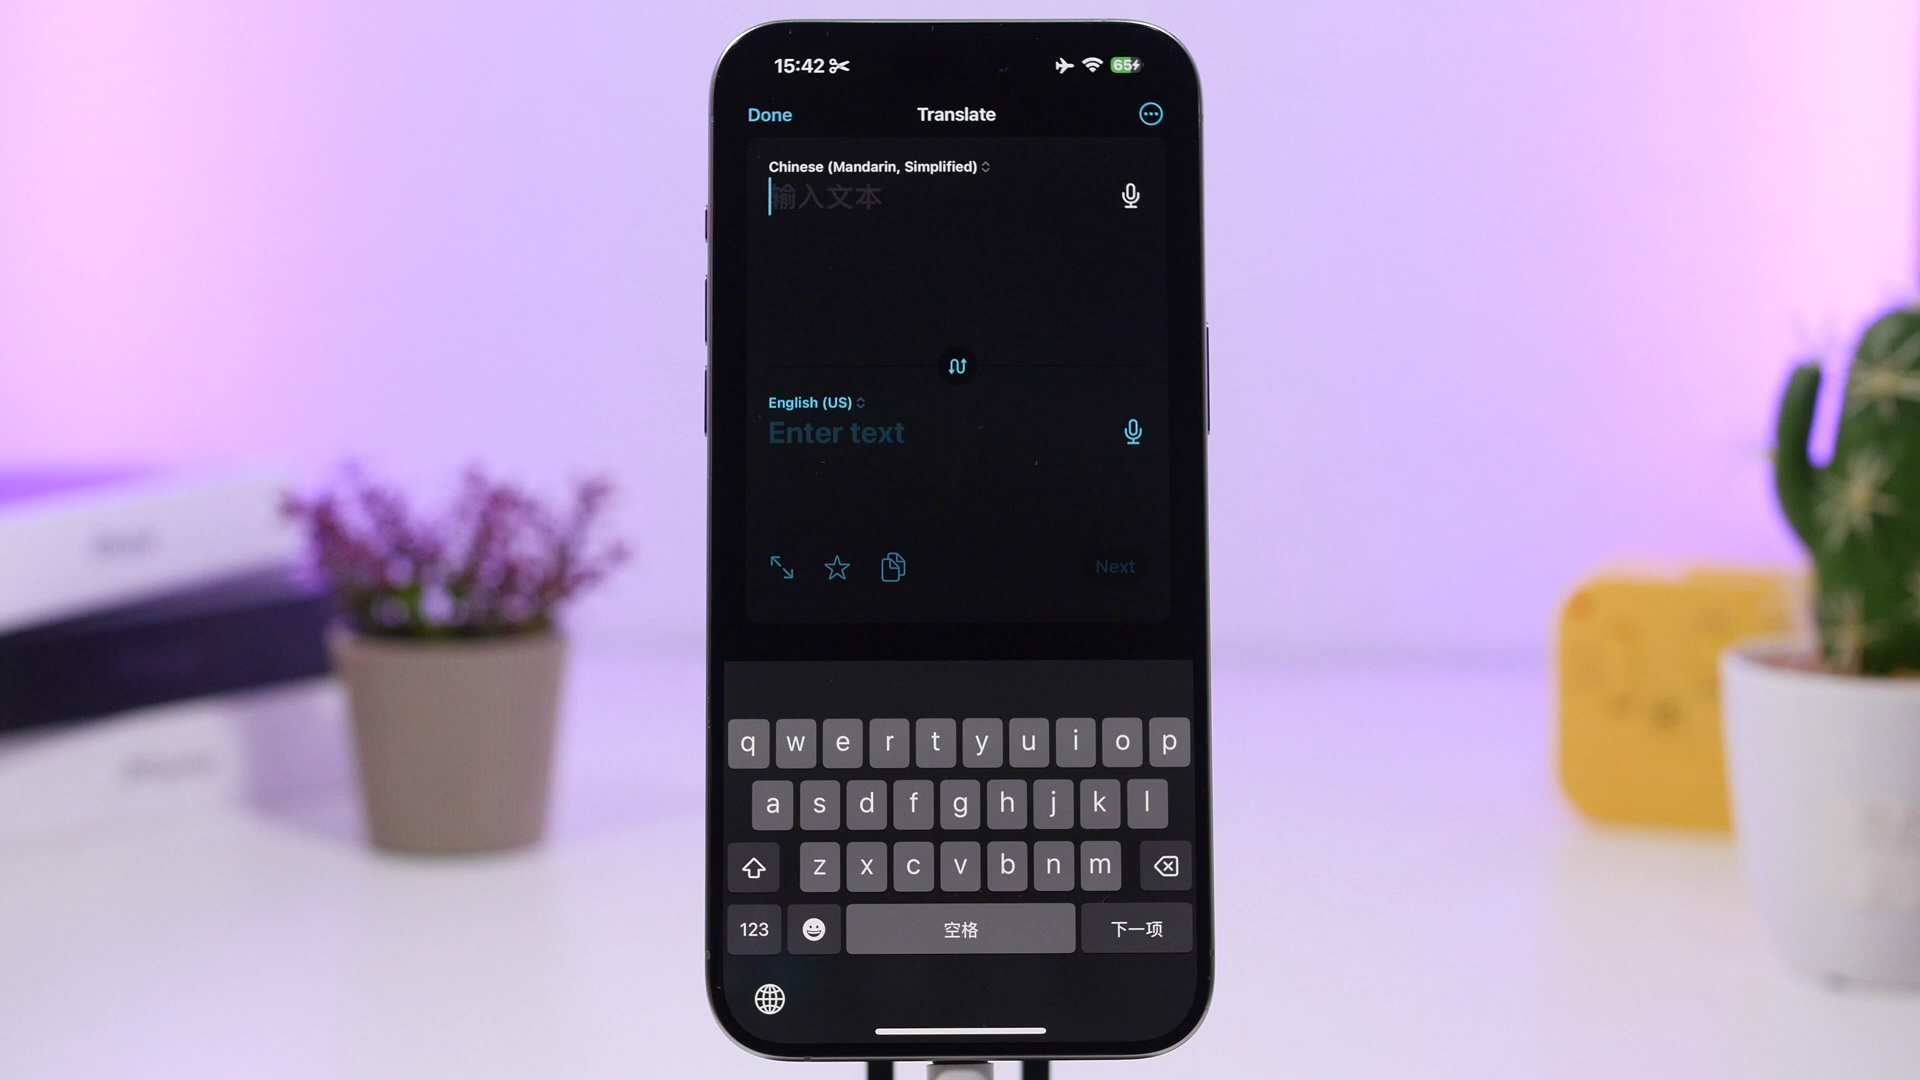 15:42
65
Done
Translate
Chinese (Mandarin, Simplified)
输入文本
English (US)
Enter text
Next
q w e r t y u i o p
a s d f g h j k l
z x c v b n m
123 空格 下一项